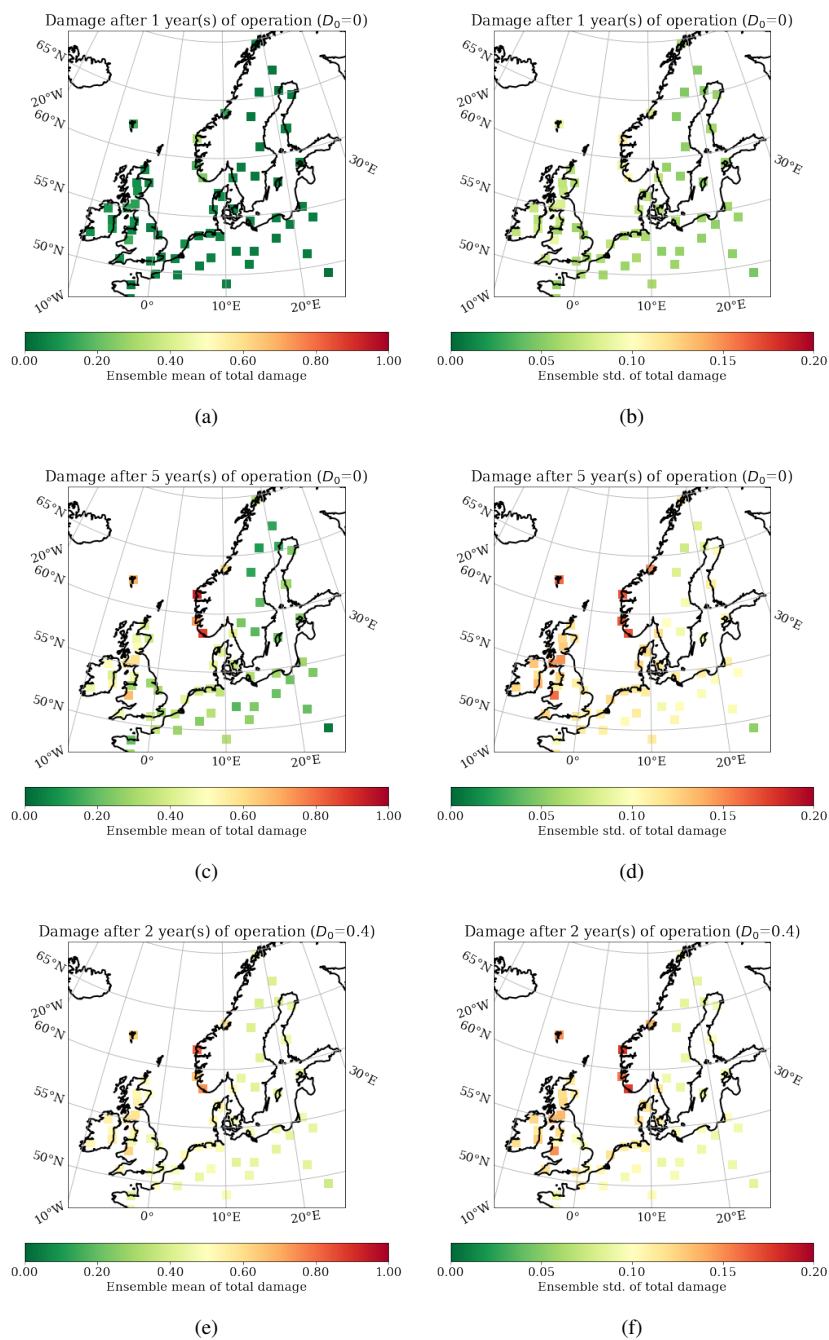 Damage after 1 year(s) of operation (D₀=0)
65°N
20°W
60°N
55°N
50°N
10°W
0°
10°E
20°E
30°E
0.00 0.20 0.40 0.60 0.80 1.00
Ensemble mean of total damage
(a)
Damage after 1 year(s) of operation (D₀=0)
65°N
20°W
60°N
55°N
50°N
10°W
0°
10°E
20°E
30°E
0.00 0.05 0.10 0.15 0.20
Ensemble std. of total damage
(b)
Damage after 5 year(s) of operation (D₀=0)
65°N
20°W
60°N
55°N
50°N
10°W
0°
10°E
20°E
30°E
0.00 0.20 0.40 0.60 0.80 1.00
Ensemble mean of total damage
(c)
Damage after 5 year(s) of operation (D₀=0)
65°N
20°W
60°N
55°N
50°N
10°W
0°
10°E
20°E
30°E
0.00 0.05 0.10 0.15 0.20
Ensemble std. of total damage
(d)
Damage after 2 year(s) of operation (D₀=0.4)
65°N
20°W
60°N
55°N
50°N
10°W
0°
10°E
20°E
30°E
0.00 0.20 0.40 0.60 0.80 1.00
Ensemble mean of total damage
(e)
Damage after 2 year(s) of operation (D₀=0.4)
65°N
20°W
60°N
55°N
50°N
10°W
0°
10°E
20°E
30°E
0.00 0.05 0.10 0.15 0.20
Ensemble std. of total damage
(f)